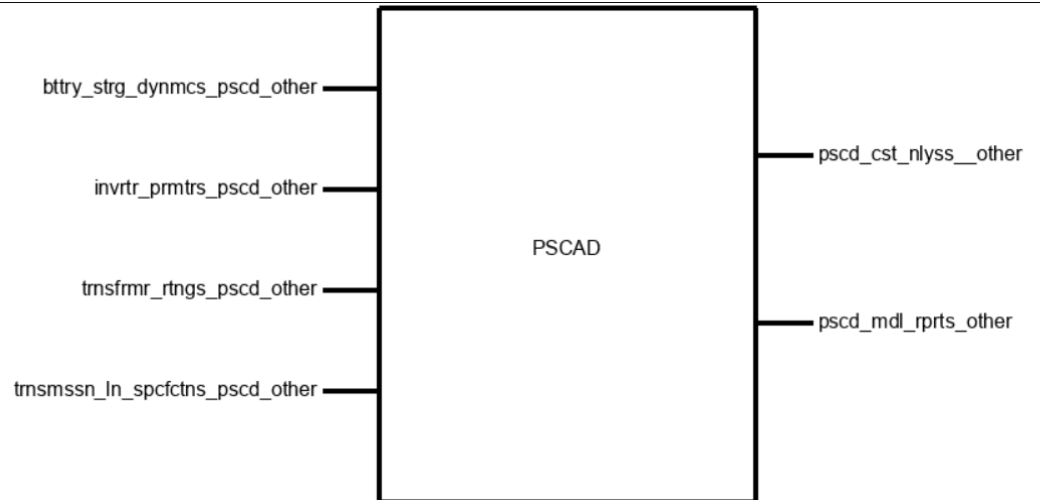 bttry_strg_dynmcs_pscd_other
invrtr_prmtrs_pscd_other
trnsfrmr_rtngs_pscd_other
trnsmssn_ln_spcfctns_pscd_other
PSCAD
pscd_cst_nlyss__other
pscd_mdl_rprts_other